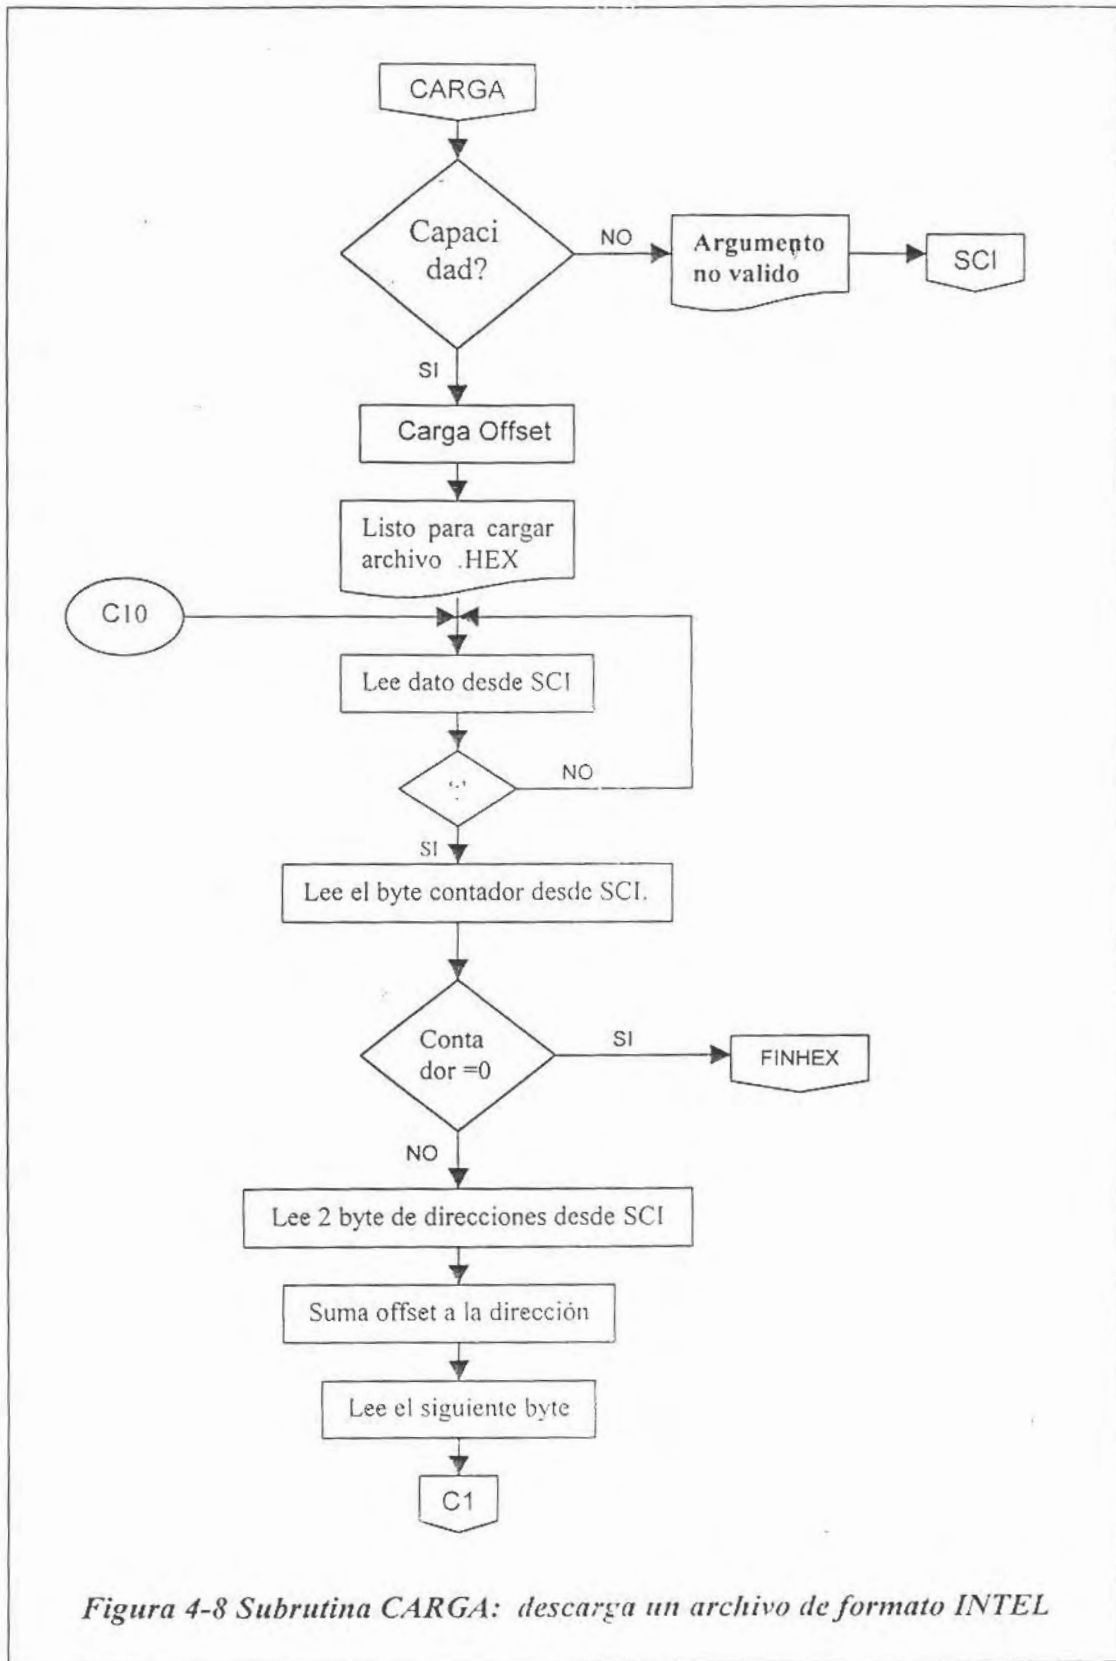 CARGA
Capaci
dad?
NO
Argumento
no valido
SCI
SI
Carga Offset
Listo para cargar
archivo .HEX
C10
Lee dato desde SCI
NO
SI
Lee el byte contador desde SCI.
Conta
dor =0
SI
FINHEX
NO
Lee 2 byte de direcciones desde SCI
Suma offset a la dirección
Lee el siguiente byte
C1
Figura 4-8 Subrutina CARGA: descarga un archivo de formato INTEL